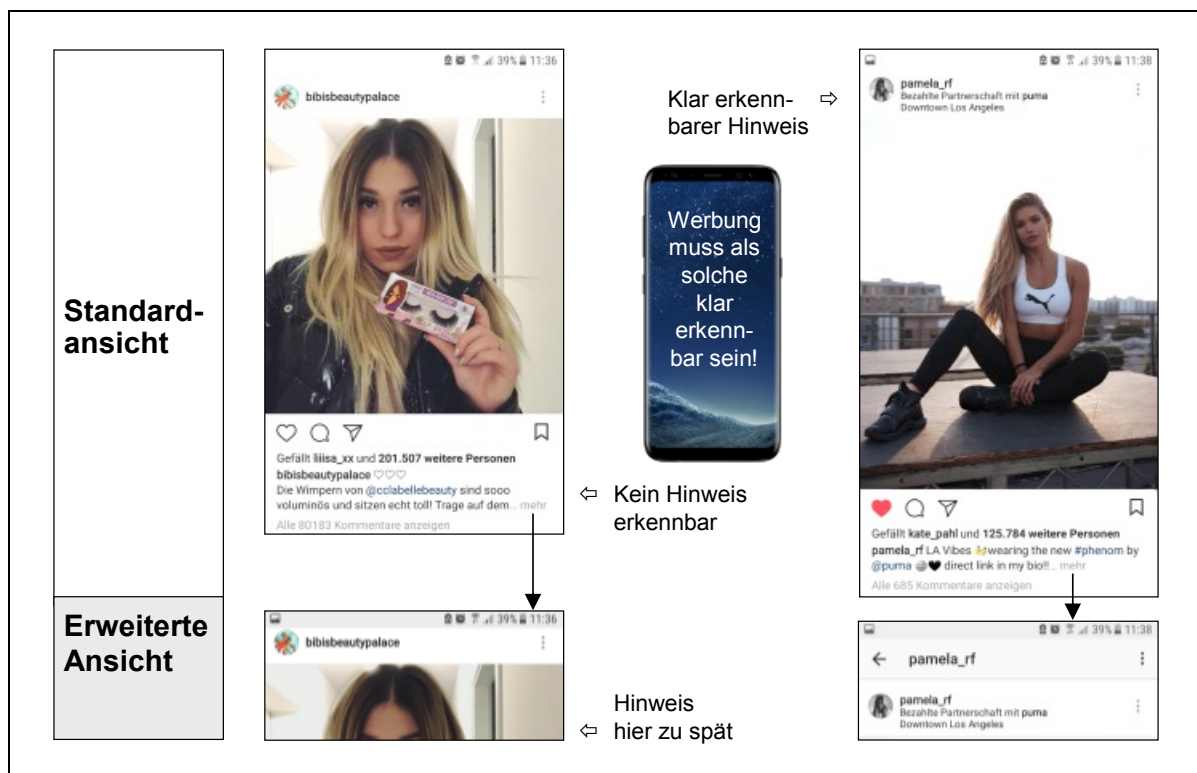 Standard-
ansicht
Erweiterte
Ansicht
39% 11:36
bibisbeautypalace
Gefällt liiisa_xx und 201.507 weitere Personen
bibisbeautypalace ♡♡♡
Die Wimpern von @cclabellebeauty sind sooo
voluminös und sitzen echt toll! Trage auf dem... mehr
Alle 80183 Kommentare anzeigen
39% 11:36
bibisbeautypalace
Klar erkenn- ⇨
barer Hinweis
Werbung
muss als
solche
klar
erkenn-
bar sein!
⇦ Kein Hinweis
erkennbar
Hinweis
⇦ hier zu spät
39% 11:38
pamela_rf
Bezahlte Partnerschaft mit puma
Downtown Los Angeles
Gefällt kate_pahl und 125.784 weitere Personen
pamela_rf LA Vibes wearing the new #phenom by
@puma direct link in my bio!!... mehr
Alle 685 Kommentare anzeigen
39% 11:38
pamela_rf
pamela_rf
Bezahlte Partnerschaft mit puma
Downtown Los Angeles